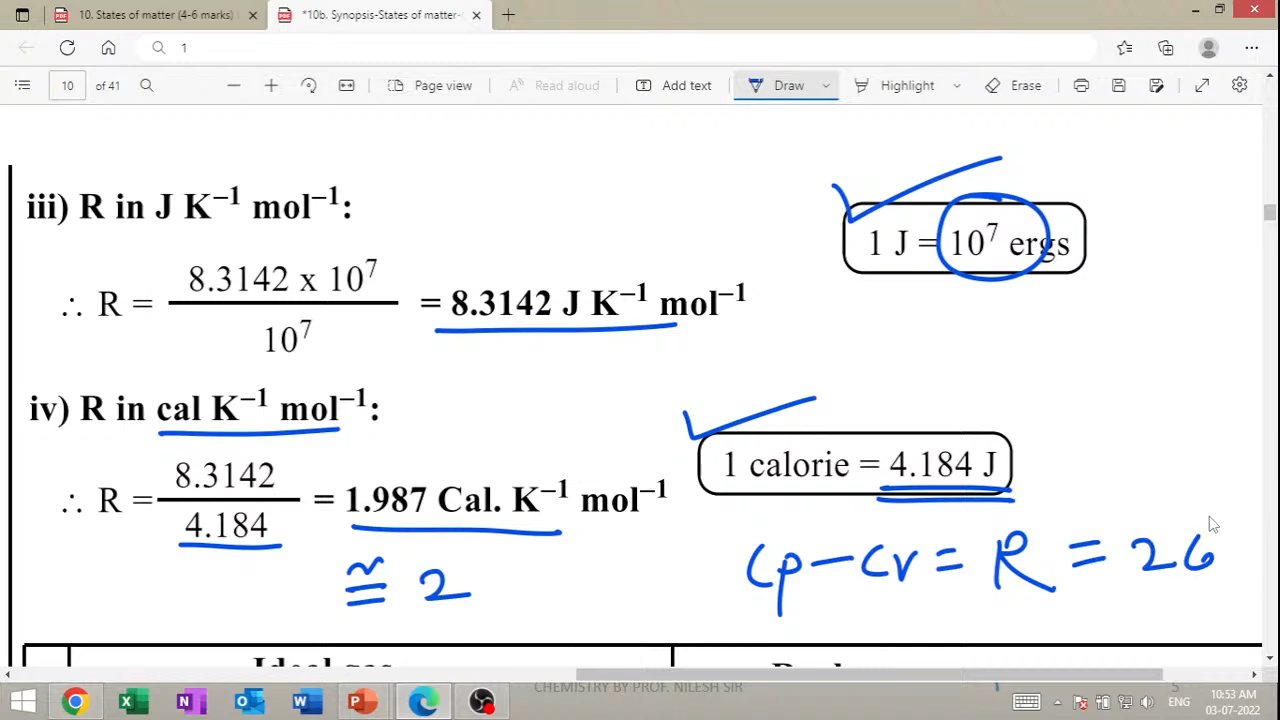 10. States of matter (4-6 marks)
*10b. Synopsis-States of matter-
1
10 of 41
Page view
Read aloud
Add text
Draw
Highlight
Erase
iii) R in J K⁻¹ mol⁻¹:
1 J = 10⁷ ergs
∴ R = 8.3142 x 10⁷ / 10⁷ = 8.3142 J K⁻¹ mol⁻¹
iv) R in cal K⁻¹ mol⁻¹:
1 calorie = 4.184 J
∴ R = 8.3142 / 4.184 = 1.987 Cal. K⁻¹ mol⁻¹
≅ 2
Cp - Cv = R = 2
Ideal gas
CHEMISTRY BY PROF. NILESH SIR
1
5
ENG
10:53 AM
03-07-2022